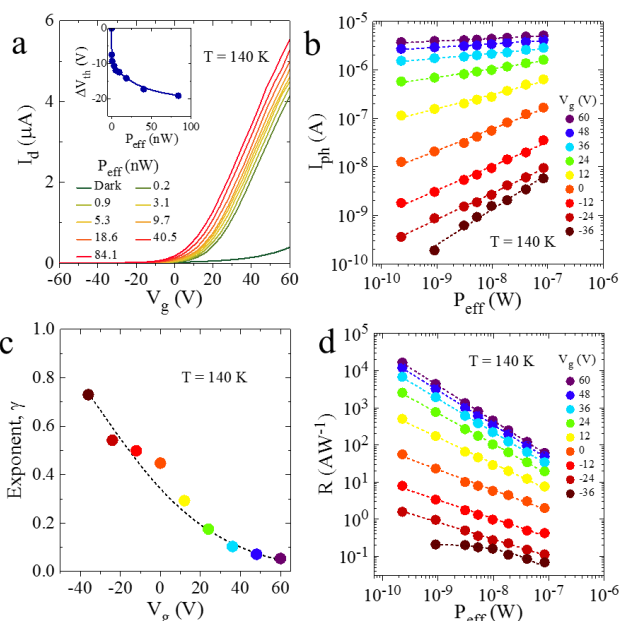 a
T = 140 K
ΔV_th (V)
0
-10
-20
0
50
100
P_eff (nW)
I_d (μA)
6
4
2
0
P_eff (nW)
Dark 0.2
0.9 3.1
5.3 9.7
18.6 40.5
84.1
-60 -40 -20 0 20 40 60
V_g (V)
b
I_ph (A)
10^-5
10^-6
10^-7
10^-8
10^-9
10^-10
V_g (V)
60
48
36
24
12
0
-12
-24
-36
T = 140 K
10^-10 10^-9 10^-8 10^-7 10^-6
P_eff (W)
c
T = 140 K
Exponent, γ
1.0
0.8
0.6
0.4
0.2
0.0
-40 -20 0 20 40 60
V_g (V)
d
T = 140 K
R (AW^-1)
10^5
10^4
10^3
10^2
10^1
10^0
10^-1
V_g (V)
60
48
36
24
12
0
-12
-24
-36
10^-10 10^-9 10^-8 10^-7 10^-6
P_eff (W)